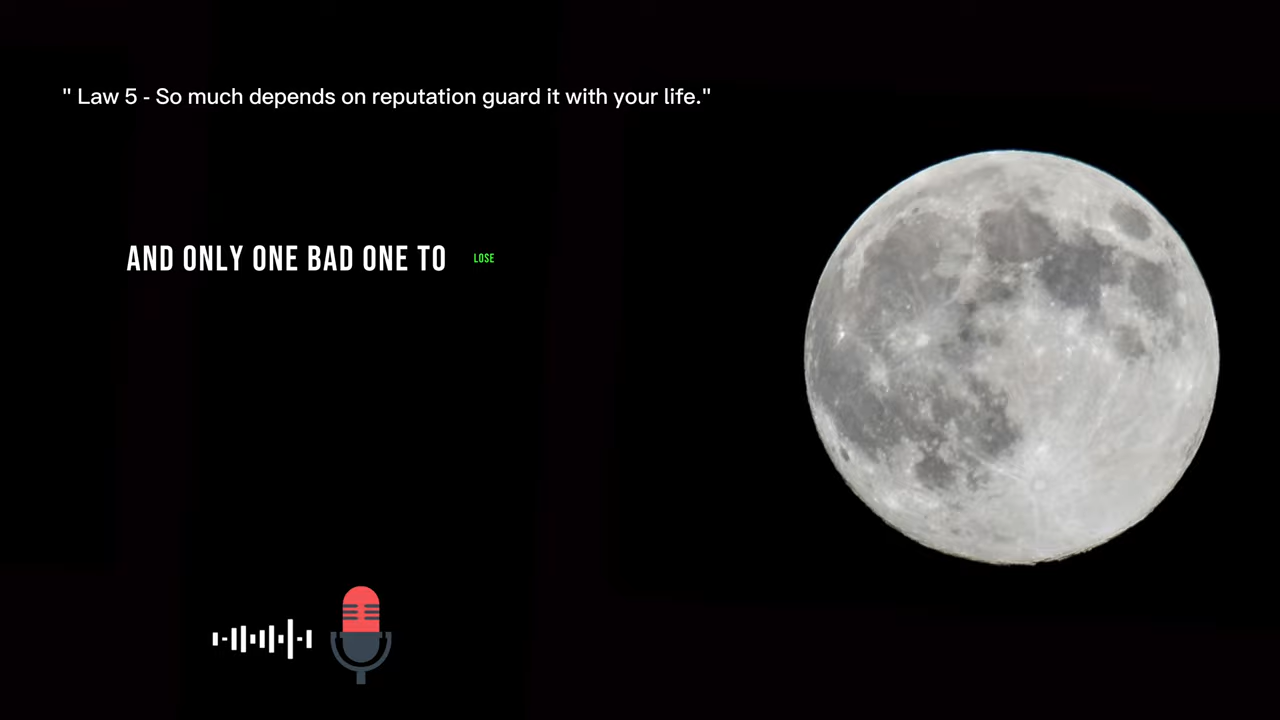 " Law 5 - So much depends on reputation guard it with your life."
AND ONLY ONE BAD ONE TO LOSE